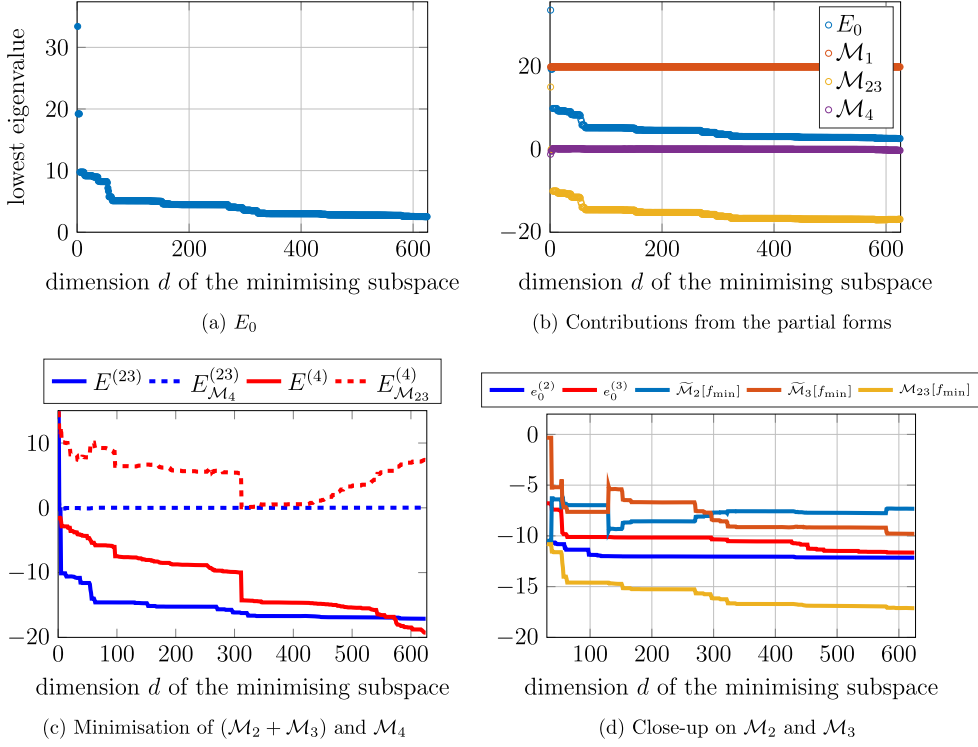 lowest eigenvalue
30
20
10
0
0 200 400 600
dimension d of the minimising subspace
(a) E₀
20
0
−20
0 200 400 600
E₀
ℳ₁
ℳ₂₃
ℳ₄
dimension d of the minimising subspace
(b) Contributions from the partial forms
E⁽²³⁾ E⁽²³⁾_ℳ₄ E⁽⁴⁾ E⁽⁴⁾_ℳ₂₃
10
0
−10
−20
0 100 200 300 400 500 600
dimension d of the minimising subspace
(c) Minimisation of (ℳ₂ + ℳ₃) and ℳ₄
e₀⁽²⁾ e₀⁽³⁾ ℳ̃₂[f_min] ℳ̃₃[f_min] ℳ₂₃[f_min]
0
−5
−10
−15
−20
100 200 300 400 500 600
dimension d of the minimising subspace
(d) Close-up on ℳ₂ and ℳ₃